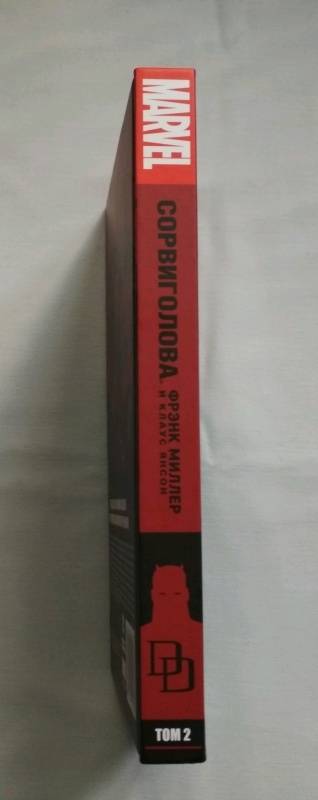 MARVEL
СОРВИГОЛОВА.
ФРЭНК МИЛЛЕР
И КЛАУС ЯНСОН
DD
ТОМ 2